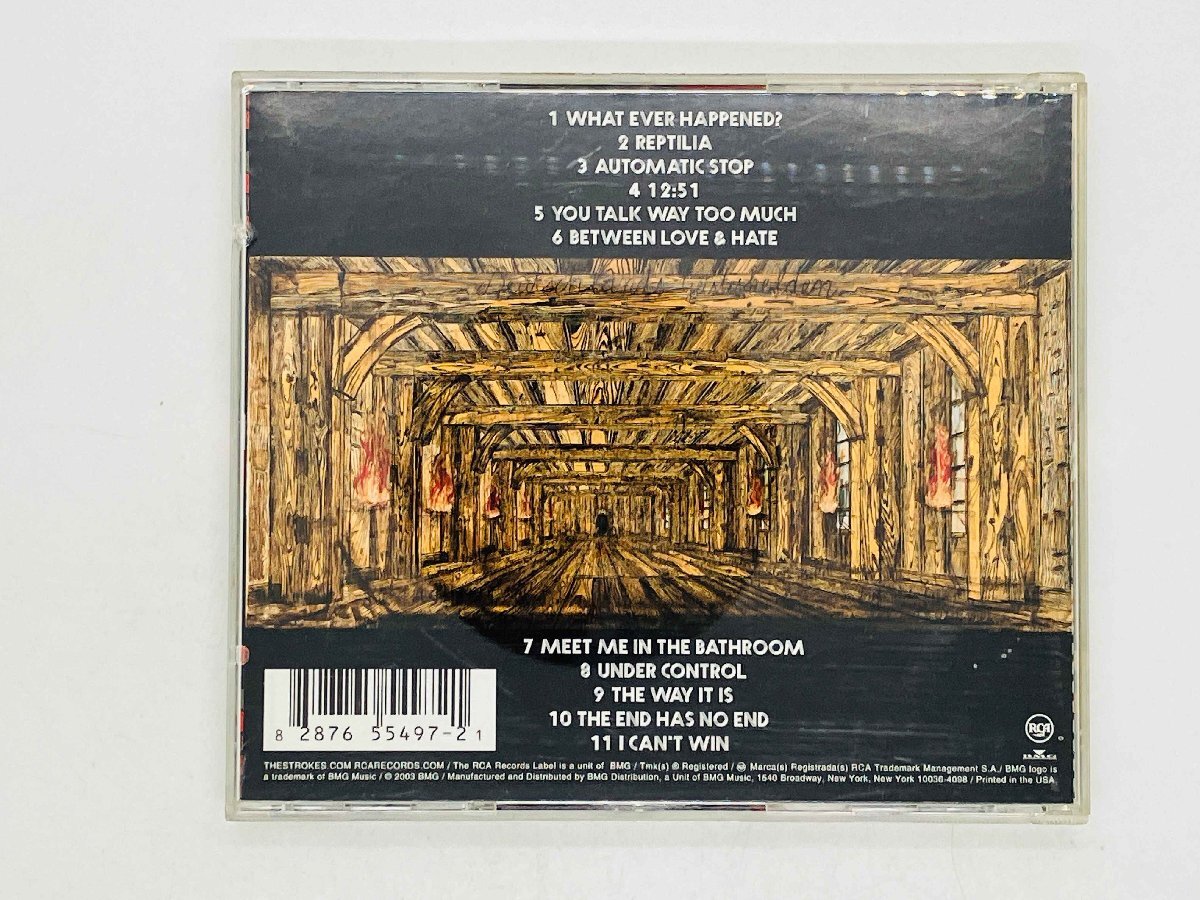 1 WHAT EVER HAPPENED?
2 REPTILIA
3 AUTOMATIC STOP
4 12:51
5 YOU TALK WAY TOO MUCH
6 BETWEEN LOVE & HATE
7 MEET ME IN THE BATHROOM
8 UNDER CONTROL
9 THE WAY IT IS
10 THE END HAS NO END
11 I CAN'T WIN
8 2876 55497-2 1
RCA
BMG
THESTROKES.COM RCARECORDS.COM / The RCA Records Label is a unit of BMG / Tmk(s) ® Registered / Marca(s) Registrada(s) RCA Trademark Management S.A./ BMG logo is
a trademark of BMG Music / © 2003 BMG / Manufactured and Distributed by BMG Distribution, a Unit of BMG Music, 1540 Broadway, New York, New York 10036-4098 / Printed in the USA.